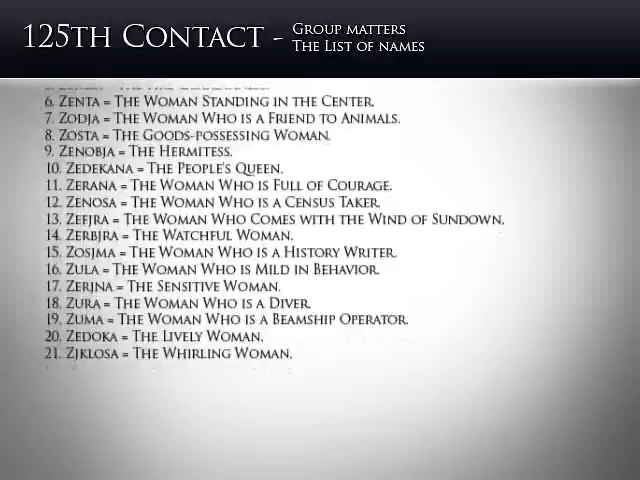 125th Contact - Group matters
The List of names
6. Zenta = The Woman Standing in the Center.
7. Zodja = The Woman Who is a Friend to Animals.
8. Zosta = The Goods-possessing Woman.
9. Zenobja = The Hermitess.
10. Zedekana = The People's Queen.
11. Zerana = The Woman Who is Full of Courage.
12. Zenosa = The Woman Who is a Census Taker.
13. Zefjra = The Woman Who Comes with the Wind of Sundown.
14. Zerbjra = The Watchful Woman.
15. Zosjma = The Woman Who is a History Writer.
16. Zula = The Woman Who is Mild in Behavior.
17. Zerjna = The Sensitive Woman.
18. Zura = The Woman Who is a Diver.
19. Zuma = The Woman Who is a Beamship Operator.
20. Zedoka = The Lively Woman.
21. Zjklosa = The Whirling Woman.